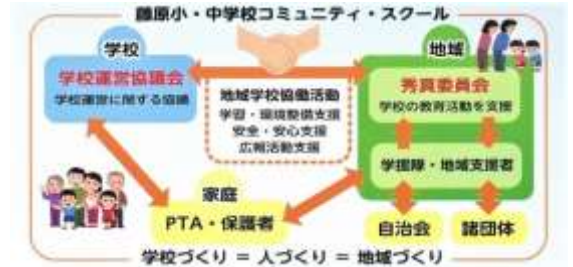 藤原小・中学校コミュニティ・スクール
学校
地域
学校運営協議会
学校運営に関する協議
地域学校協働活動
学習・環境整備支援
安全・安心支援
広報活動支援
秀真委員会
学校の教育活動を支援
学援隊・地域支援者
家庭
PTA・保護者
自治会
諸団体
学校づくり = 人づくり = 地域づくり